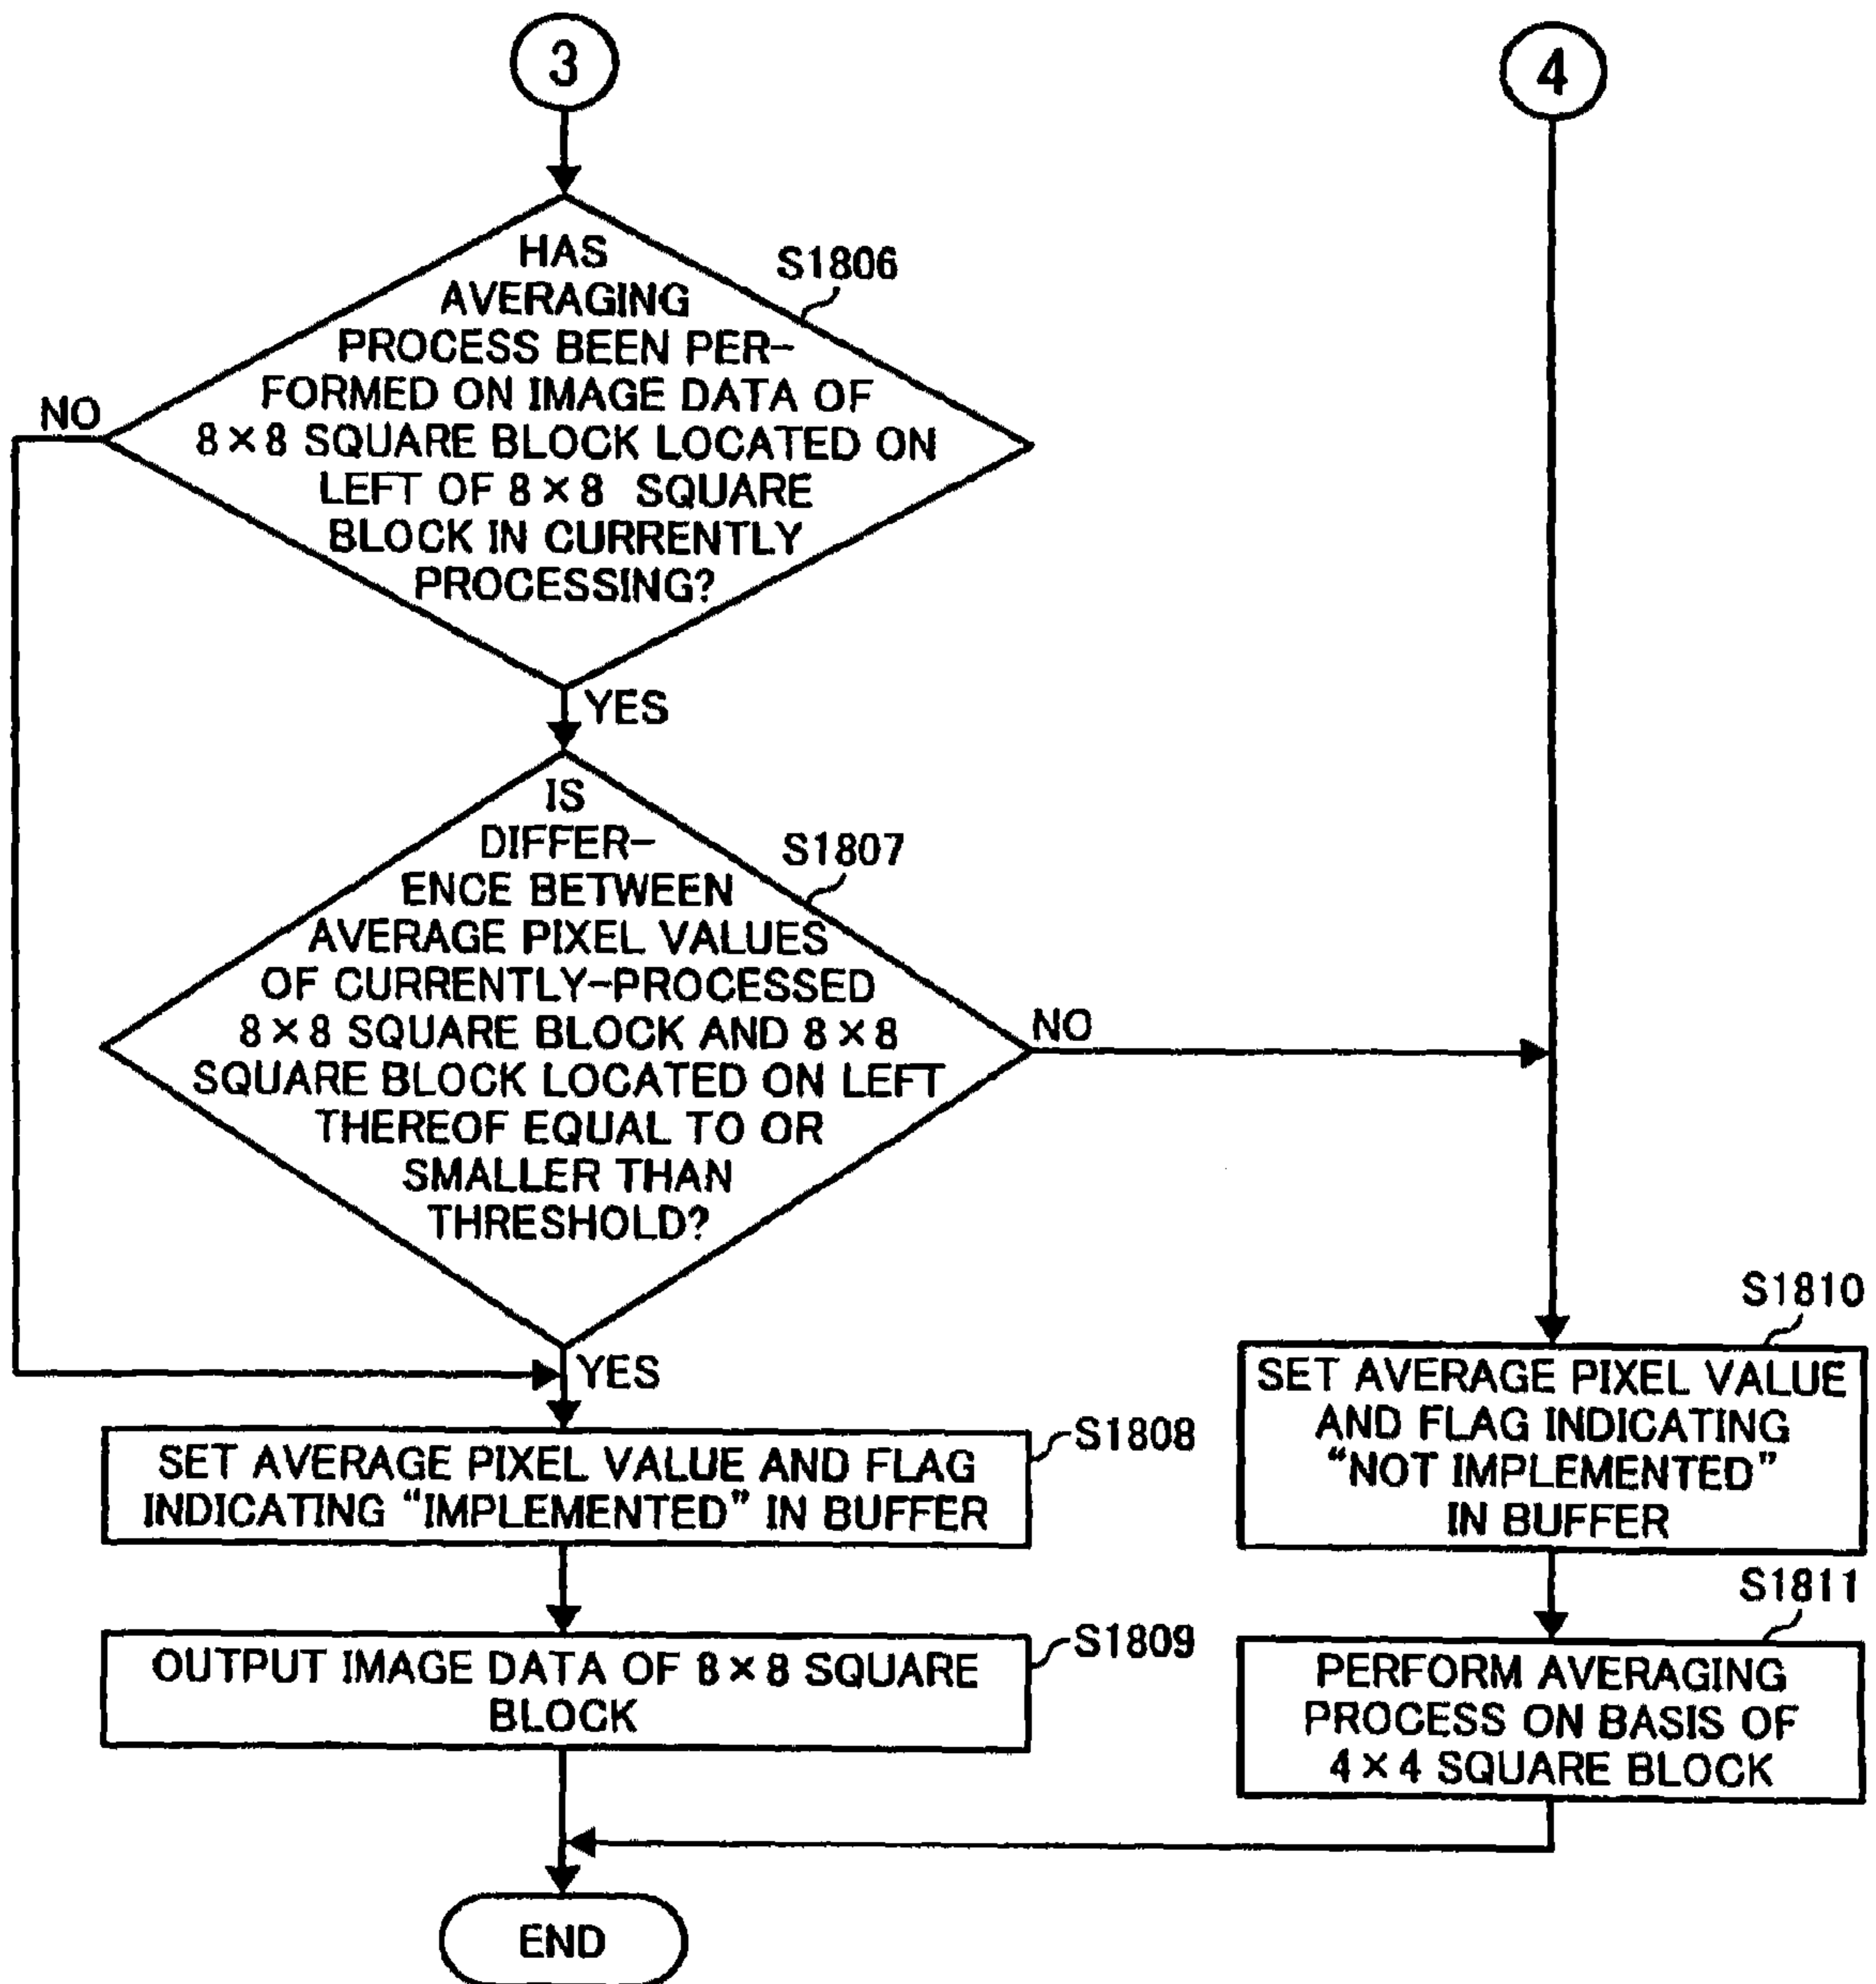 3
4
HAS
AVERAGING
PROCESS BEEN PER-
FORMED ON IMAGE DATA OF
8×8 SQUARE BLOCK LOCATED ON
LEFT OF 8×8 SQUARE
BLOCK IN CURRENTLY
PROCESSING?
S1806
NO
YES
IS
DIFFER-
ENCE BETWEEN
AVERAGE PIXEL VALUES
OF CURRENTLY-PROCESSED
8×8 SQUARE BLOCK AND 8×8
SQUARE BLOCK LOCATED ON LEFT
THEREOF EQUAL TO OR
SMALLER THAN
THRESHOLD?
S1807
NO
YES
SET AVERAGE PIXEL VALUE AND FLAG
INDICATING “IMPLEMENTED” IN BUFFER
S1808
OUTPUT IMAGE DATA OF 8×8 SQUARE
BLOCK
S1809
S1810
SET AVERAGE PIXEL VALUE
AND FLAG INDICATING
“NOT IMPLEMENTED”
IN BUFFER
S1811
PERFORM AVERAGING
PROCESS ON BASIS OF
4×4 SQUARE BLOCK
END